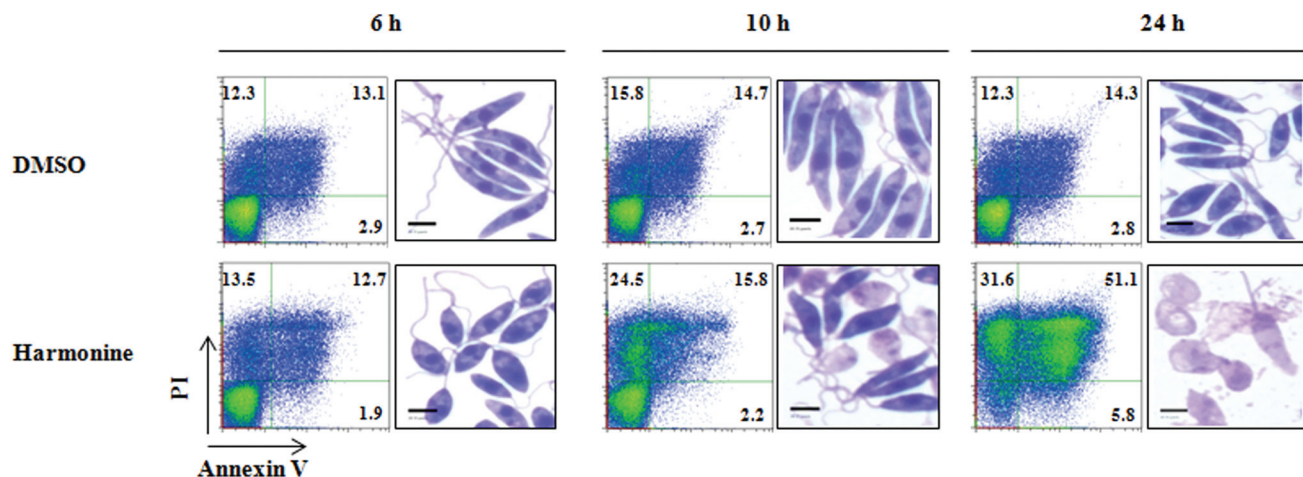 6 h 10 h 24 h
DMSO
12.3 13.1
2.9
15.8 14.7
2.7
12.3 14.3
2.8
Harmonine
13.5 12.7
1.9
24.5 15.8
2.2
31.6 51.1
5.8
PI
Annexin V